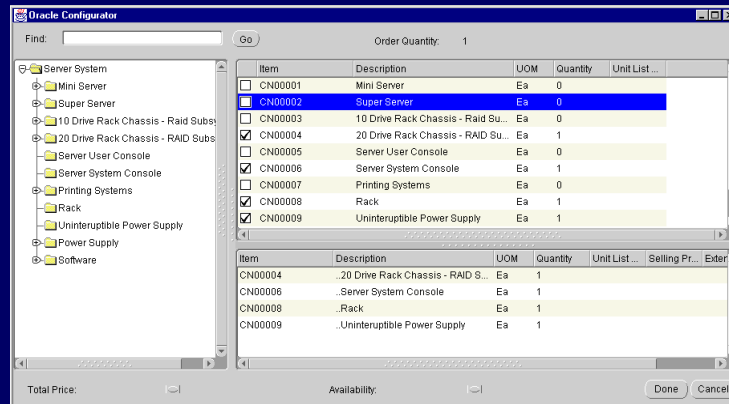 Oracle Configurator
Find: Go Order Quantity: 1
Server System
Mini Server
Super Server
10 Drive Rack Chassis - Raid Subsy
20 Drive Rack Chassis - RAID Subs
Server User Console
Server System Console
Printing Systems
Rack
Uninteruptible Power Supply
Power Supply
Software
Item Description UOM Quantity Unit List ...
CN00001 Mini Server Ea 0
CN00002 Super Server Ea 0
CN00003 10 Drive Rack Chassis - Raid Su... Ea 0
CN00004 20 Drive Rack Chassis - RAID Su... Ea 1
CN00005 Server User Console Ea 0
CN00006 Server System Console Ea 1
CN00007 Printing Systems Ea 0
CN00008 Rack Ea 1
CN00009 Uninteruptible Power Supply Ea 1
Item Description UOM Quantity Unit List ... Selling Pr... Exter
CN00004 ..20 Drive Rack Chassis - RAID S... Ea 1
CN00006 ..Server System Console Ea 1
CN00008 ..Rack Ea 1
CN00009 ..Uninteruptible Power Supply Ea 1
Total Price: Availability: Done Cancel